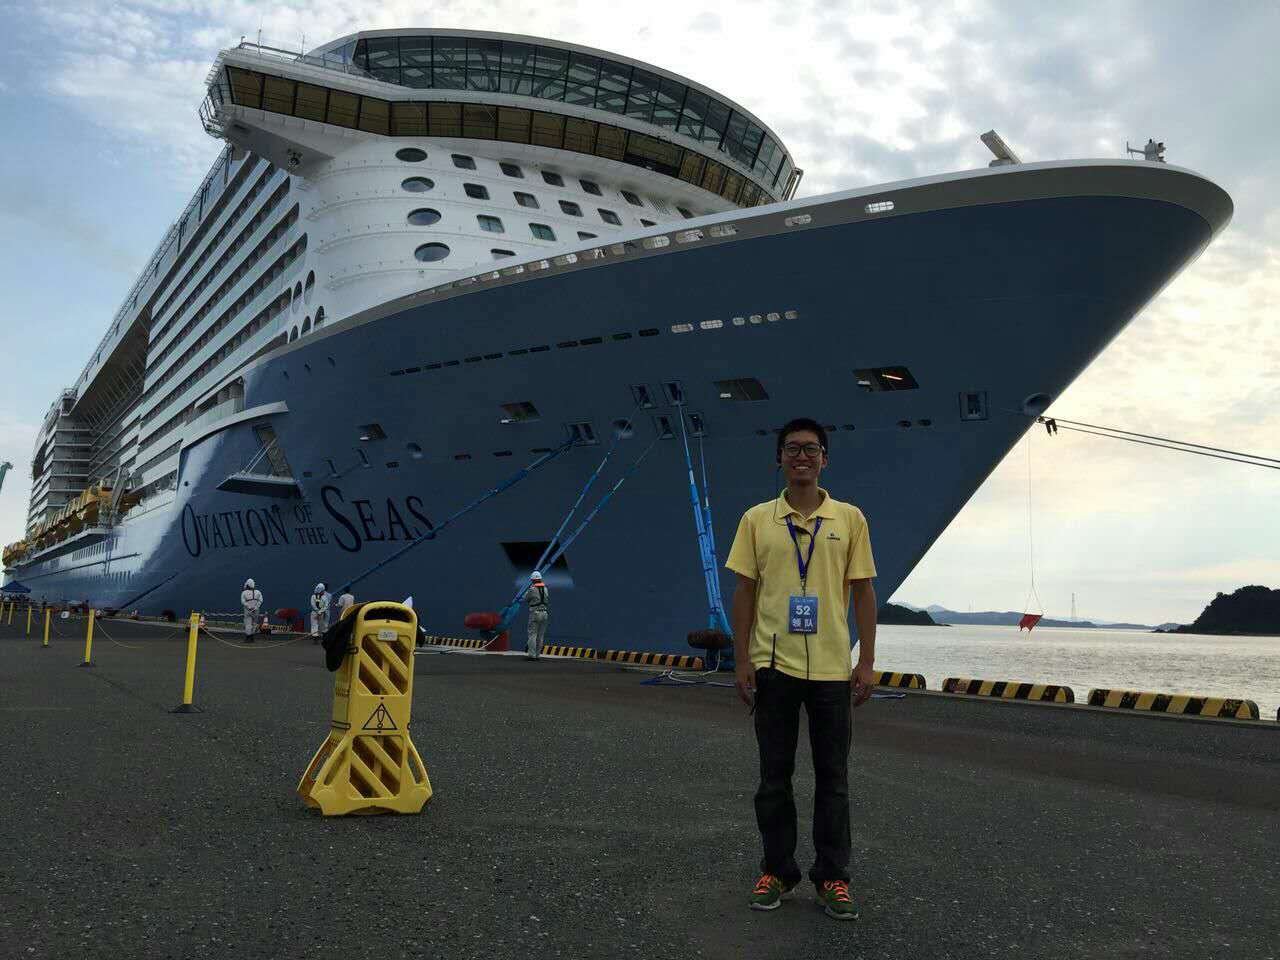 OVATION OF THE SEAS
52
领队